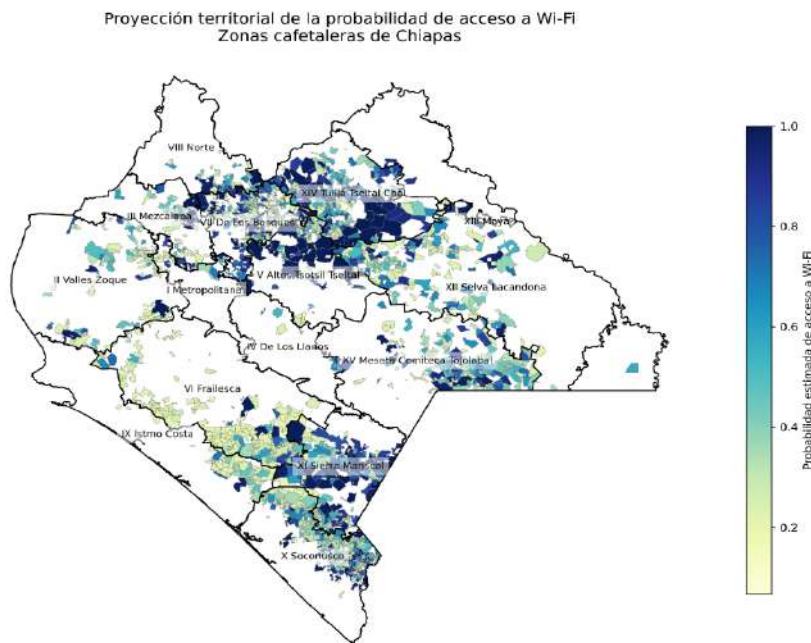 Proyección territorial de la probabilidad de acceso a Wi-Fi
Zonas cafetaleras de Chiapas
VIII Norte
XIV Tulijá Tseltal Chol
III Mezcalapa
VII De Los Bosques
XIII Maya
II Valles Zoque
I Metropolitana
V Altos Tsotsil Tseltal
XII Selva Lacandona
IV De Los Llanos
XV Meseta Comiteca Tojolabal
VI Frailesca
IX Istmo Costa
XI Sierra Mariscal
X Soconusco
1.0
0.8
0.6
0.4
0.2
Probabilidad estimada de acceso a Wi-Fi